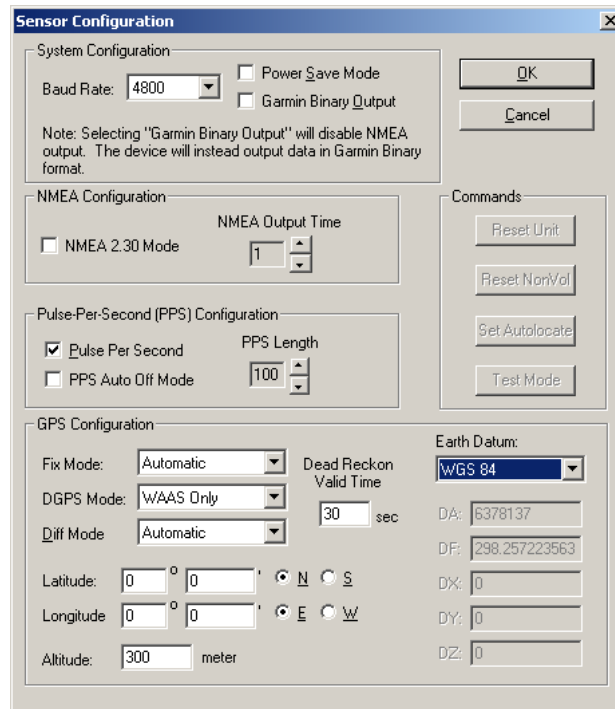 Sensor Configuration
System Configuration
Baud Rate: 4800
Power Save Mode
Garmin Binary Output
Note: Selecting "Garmin Binary Output" will disable NMEA
output. The device will instead output data in Garmin Binary
format.
OK
Cancel
NMEA Configuration
NMEA 2.30 Mode
NMEA Output Time
1
Commands
Reset Unit
Reset NonVol
Set Autolocate
Test Mode
Pulse-Per-Second (PPS) Configuration
Pulse Per Second
PPS Auto Off Mode
PPS Length
100
GPS Configuration
Fix Mode: Automatic
DGPS Mode: WAAS Only
Diff Mode Automatic
Dead Reckon
Valid Time
30 sec
Latitude: 0 ° 0 ' N S
Longitude 0 ° 0 ' E W
Altitude: 300 meter
Earth Datum:
WGS 84
DA: 6378137
DF: 298.257223563
DX: 0
DY: 0
DZ: 0